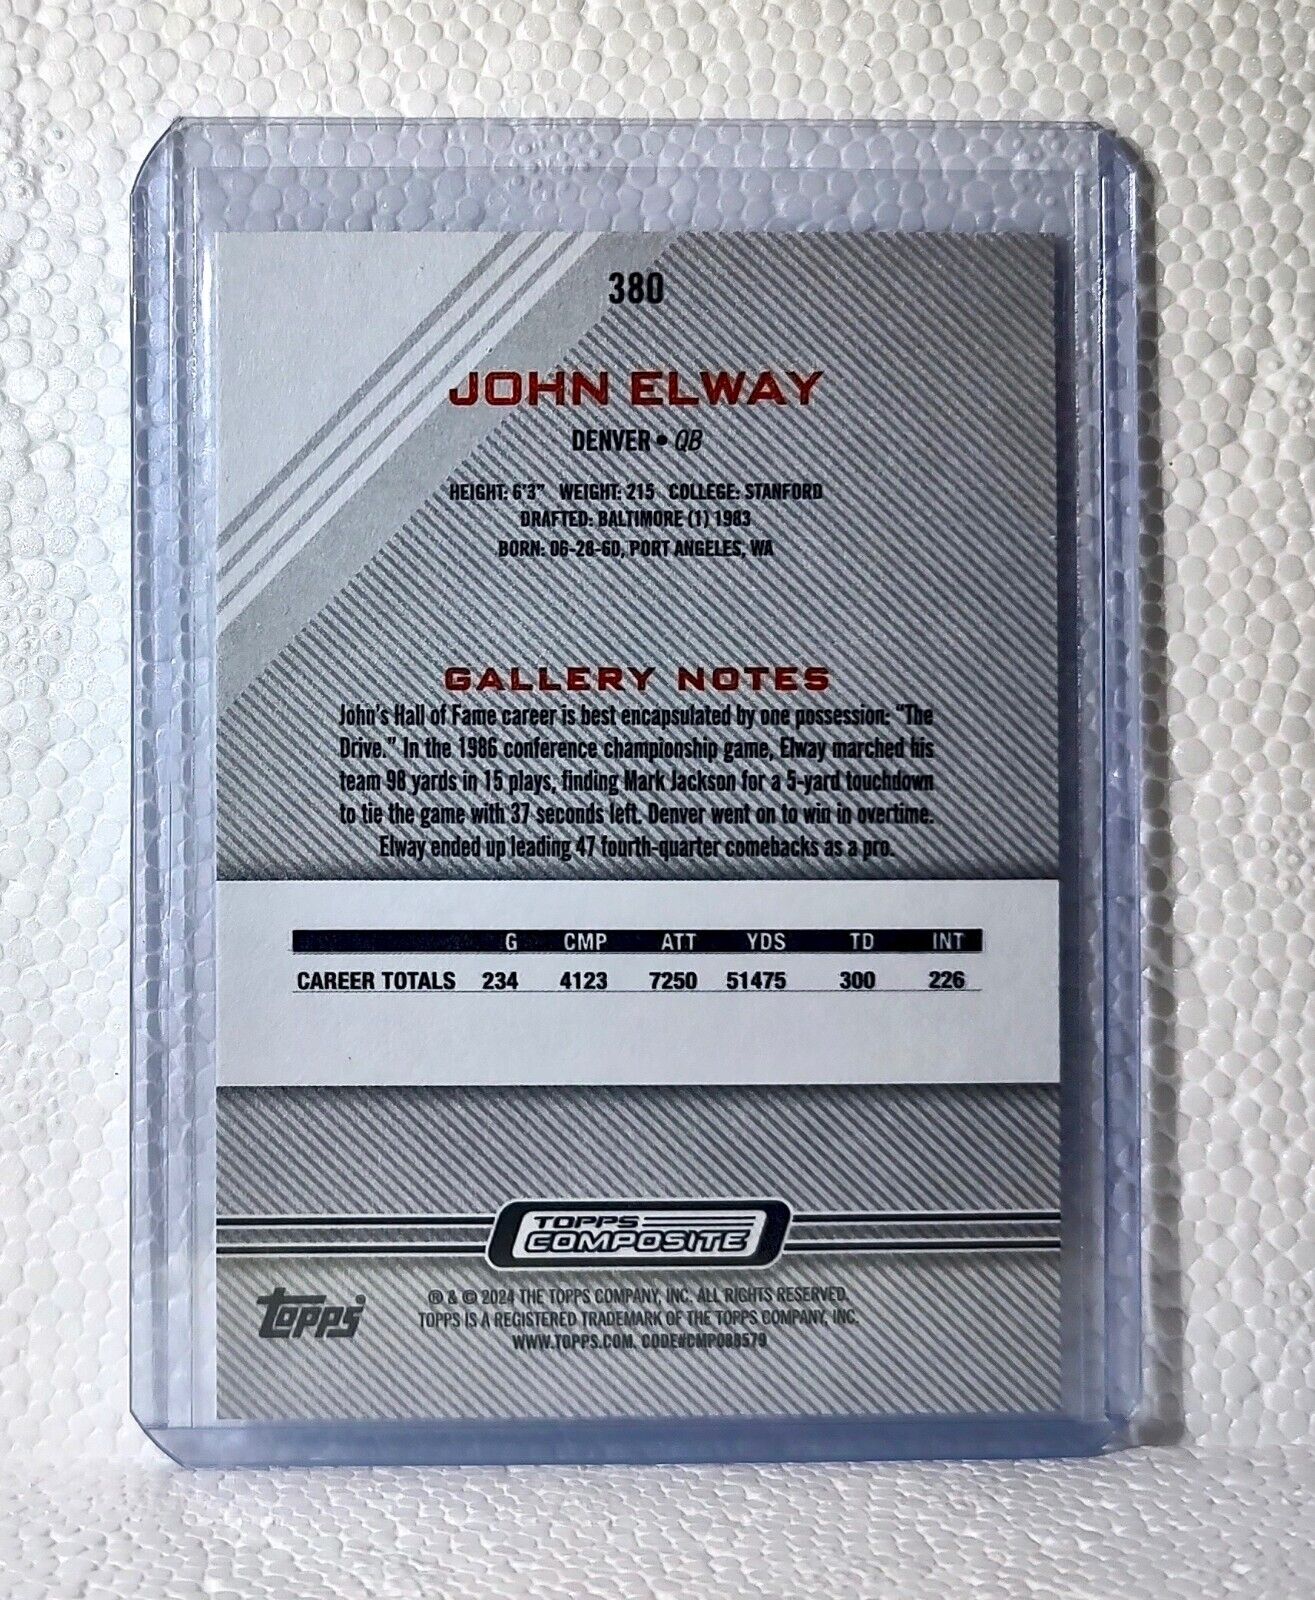 380
JOHN ELWAY
DENVER • QB
HEIGHT: 6'3" WEIGHT: 215 COLLEGE: STANFORD
DRAFTED: BALTIMORE (1) 1983
BORN: 06-28-60, PORT ANGELES, WA
GALLERY NOTES
John's Hall of Fame career is best encapsulated by one possession: "The
Drive." In the 1986 conference championship game, Elway marched his
team 98 yards in 15 plays, finding Mark Jackson for a 5-yard touchdown
to tie the game with 37 seconds left. Denver went on to win in overtime.
Elway ended up leading 47 fourth-quarter comebacks as a pro.
G CMP ATT YDS TD INT
CAREER TOTALS 234 4123 7250 51475 300 226
TOPPS
COMPOSITE
topps
® & © 2024 THE TOPPS COMPANY, INC. ALL RIGHTS RESERVED.
TOPPS IS A REGISTERED TRADEMARK OF THE TOPPS COMPANY, INC.
WWW.TOPPS.COM. CODE#CMP088579